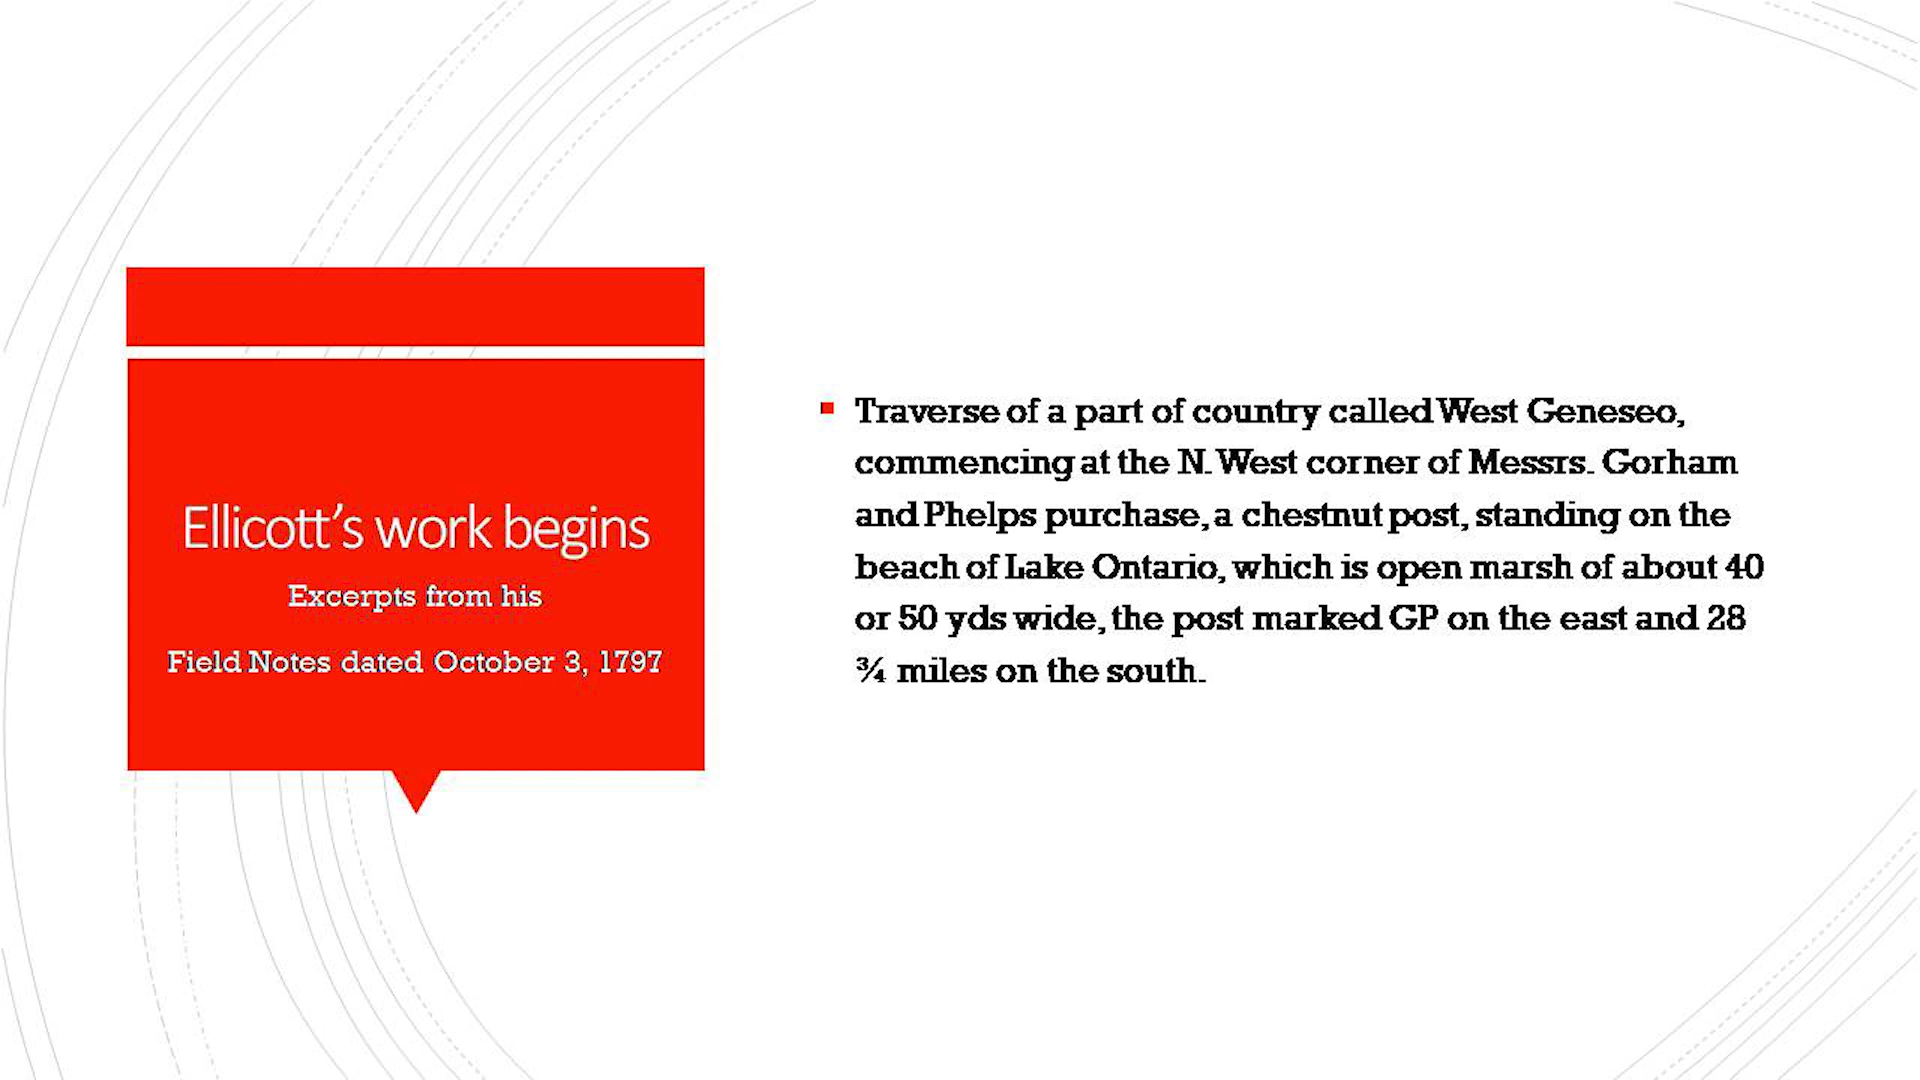 Ellicott’s work begins
Excerpts from his
Field Notes dated October 3, 1797
Traverse of a part of country called West Geneseo,
commencing at the N. West corner of Messrs. Gorham
and Phelps purchase, a chestnut post, standing on the
beach of Lake Ontario, which is open marsh of about 40
or 50 yds wide, the post marked GP on the east and 28
¾ miles on the south.